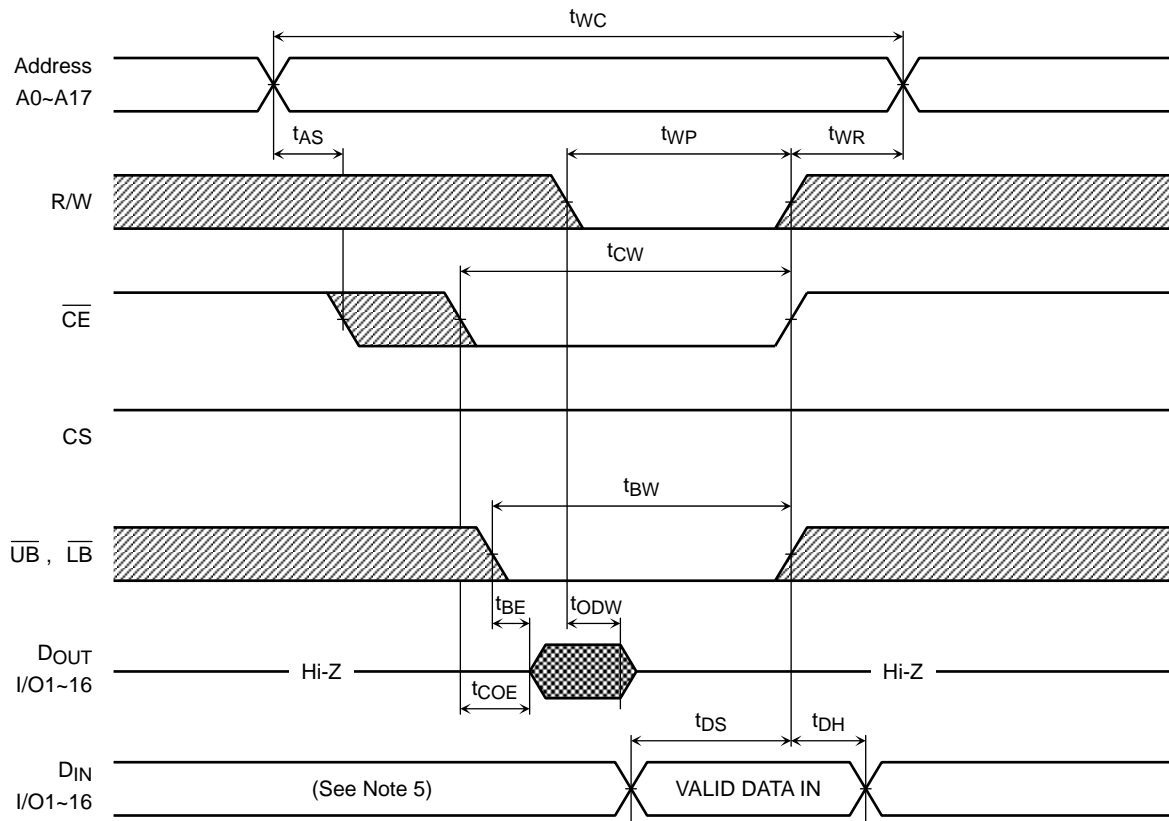 tWC
Address
A0~A17
tAS
tWP
tWR
R/W
tCW
CE
CS
tBW
UB , LB
tBE
tODW
DOUT
I/O1~16
Hi-Z
Hi-Z
tCOE
tDS
tDH
DIN
I/O1~16
(See Note 5)
VALID DATA IN